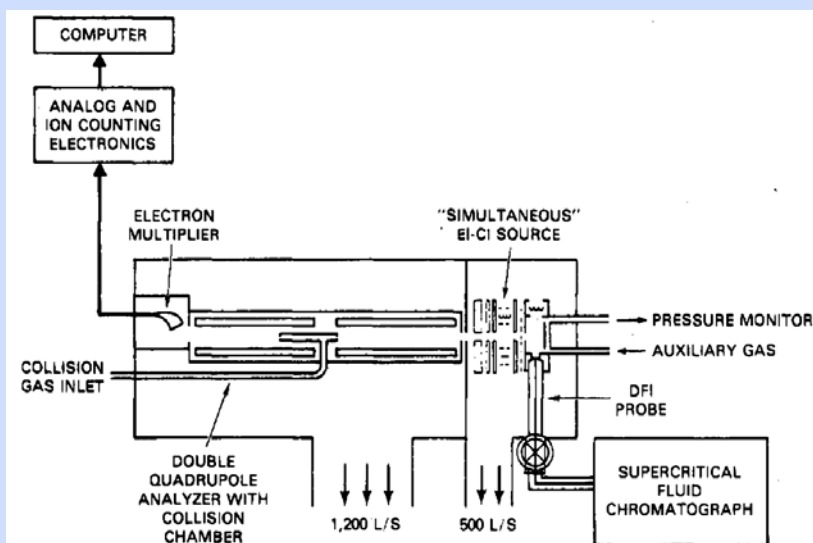 COMPUTER
ANALOG AND
ION COUNTING
ELECTRONICS
ELECTRON
MULTIPLIER
"SIMULTANEOUS"
EI-CI SOURCE
PRESSURE MONITOR
AUXILIARY GAS
COLLISION
GAS INLET
DFI
PROBE
DOUBLE
QUADRUPOLE
ANALYZER WITH
COLLISION
CHAMBER
1,200 L/S
500 L/S
SUPERCRITICAL
FLUID
CHROMATOGRAPH